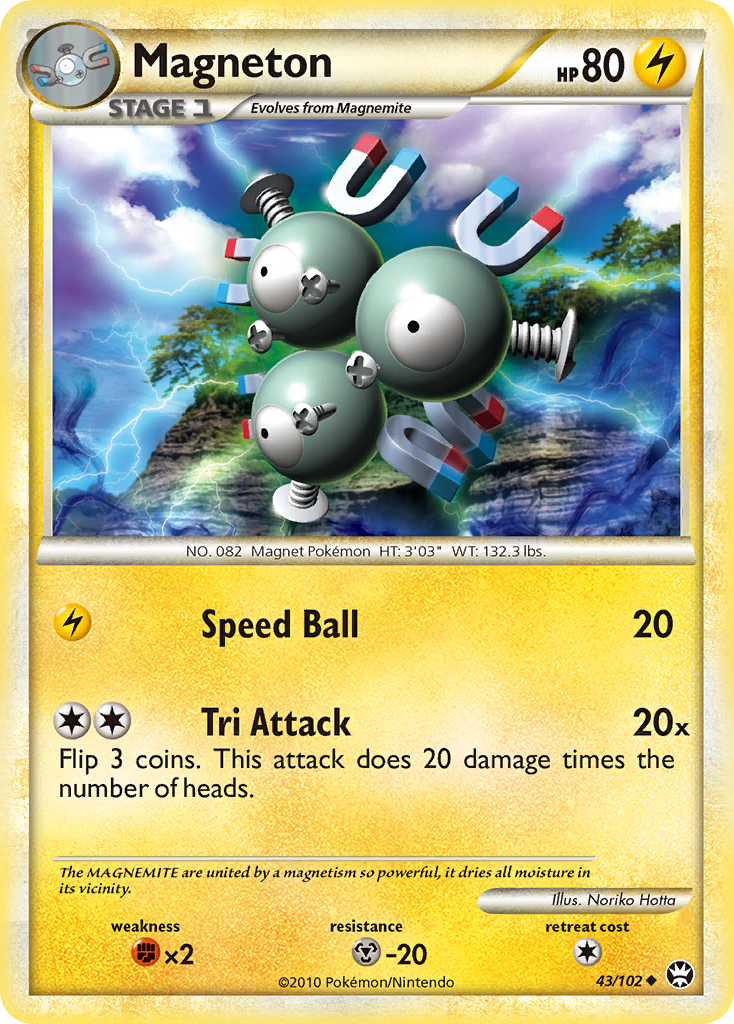 Magneton
HP 80
STAGE 1
Evolves from Magnemite
NO. 082 Magnet Pokémon HT: 3'03" WT: 132.3 lbs.
Speed Ball 20
Tri Attack 20x
Flip 3 coins. This attack does 20 damage times the
number of heads.
The MAGNEMITE are united by a magnetism so powerful, it dries all moisture in
its vicinity.
Illus. Noriko Hotta
weakness resistance retreat cost
×2 -20
©2010 Pokémon/Nintendo 43/102